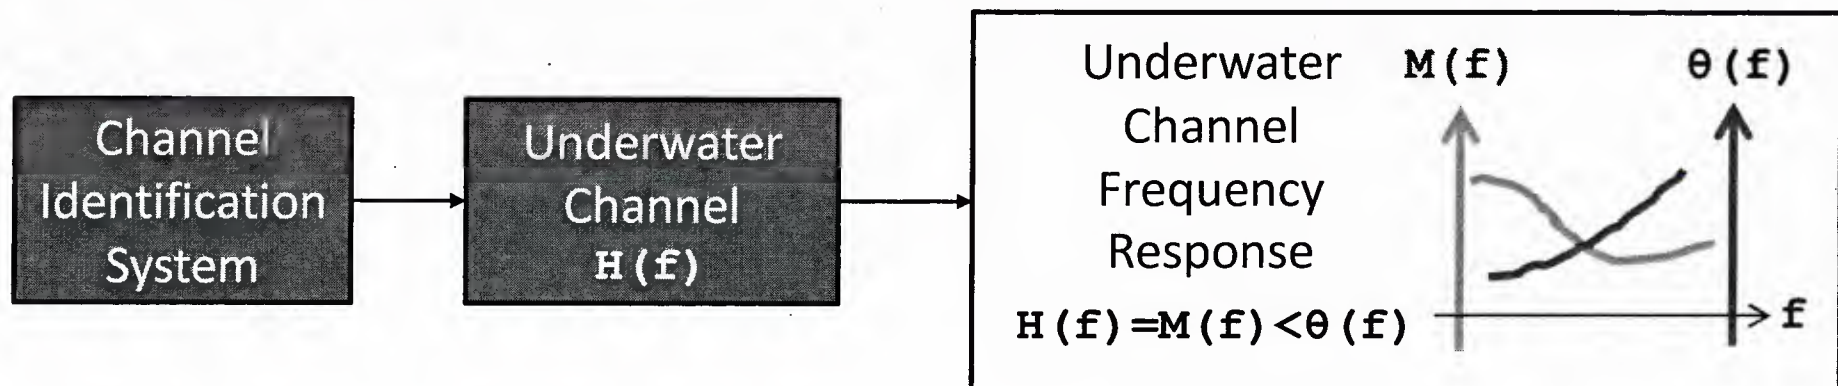 Channel
Identification
System
Underwater
Channel
H(f)
Underwater
Channel
Frequency
Response
H(f)=M(f)<θ(f)
M(f)
θ(f)
f